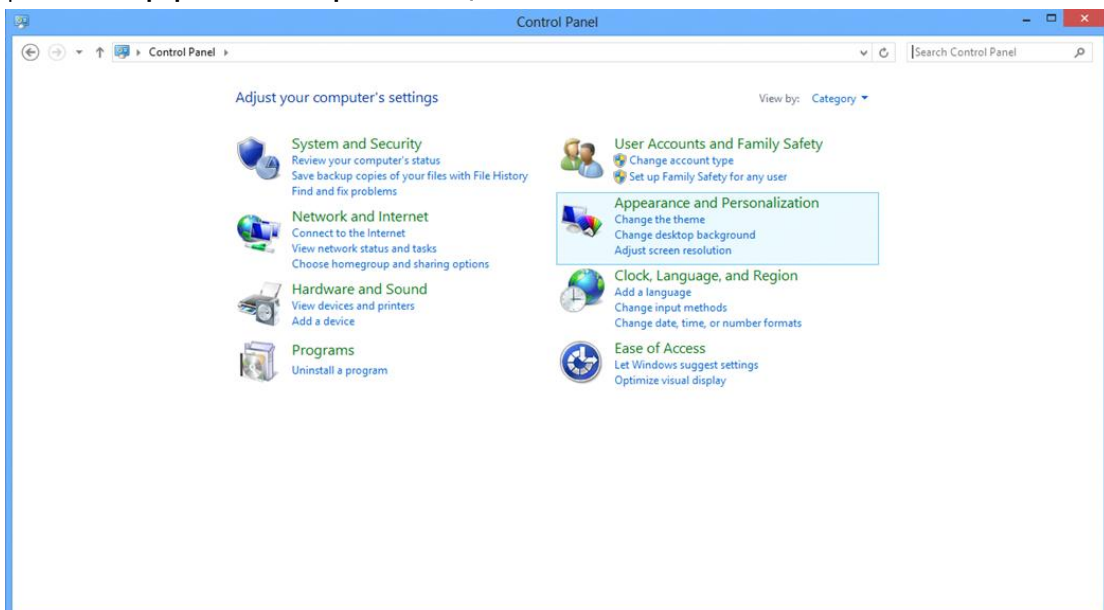 Control Panel
Control Panel
Search Control Panel
Adjust your computer's settings
View by: Category
System and Security
Review your computer's status
Save backup copies of your files with File History
Find and fix problems
Network and Internet
Connect to the Internet
View network status and tasks
Choose homegroup and sharing options
Hardware and Sound
View devices and printers
Add a device
Programs
Uninstall a program
User Accounts and Family Safety
Change account type
Set up Family Safety for any user
Appearance and Personalization
Change the theme
Change desktop background
Adjust screen resolution
Clock, Language, and Region
Add a language
Change input methods
Change date, time, or number formats
Ease of Access
Let Windows suggest settings
Optimize visual display